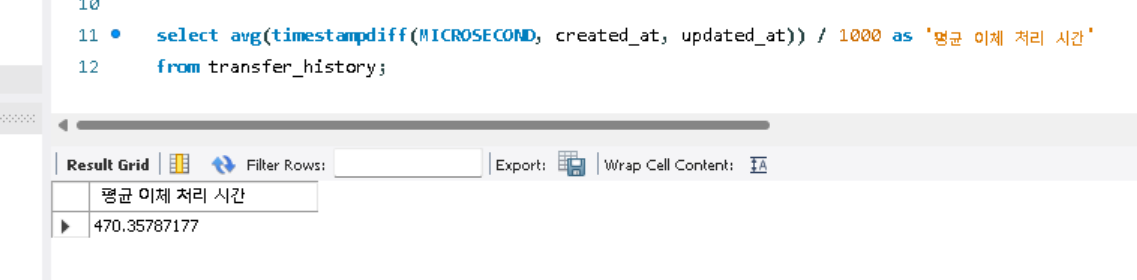 10
11 select avg(timestampdiff(MICROSECOND, created_at, updated_at)) / 1000 as '평균 이체 처리 시간'
12 from transfer_history;
Result Grid Filter Rows: Export: Wrap Cell Content: IA
평균 이체 처리 시간
470.35787177